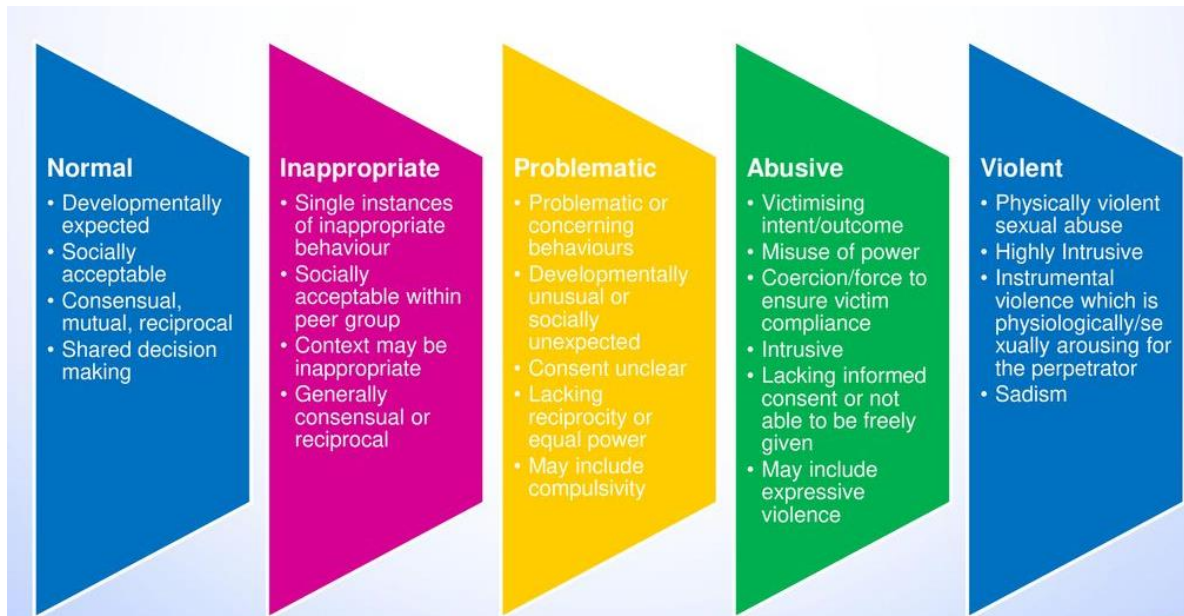 Normal
• Developmentally
expected
• Socially
acceptable
• Consensual,
mutual, reciprocal
• Shared decision
making
Inappropriate
• Single instances
of inappropriate
behaviour
• Socially
acceptable within
peer group
• Context may be
inappropriate
• Generally
consensual or
reciprocal
Problematic
• Problematic or
concerning
behaviours
• Developmentally
unusual or
socially
unexpected
• Consent unclear
• Lacking
reciprocity or
equal power
• May include
compulsivity
Abusive
• Victimising
intent/outcome
• Misuse of power
• Coercion/force to
ensure victim
compliance
• Intrusive
• Lacking informed
consent or not
able to be freely
given
• May include
expressive
violence
Violent
• Physically violent
sexual abuse
• Highly Intrusive
• Instrumental
violence which is
physiologically/se
xually arousing for
the perpetrator
• Sadism